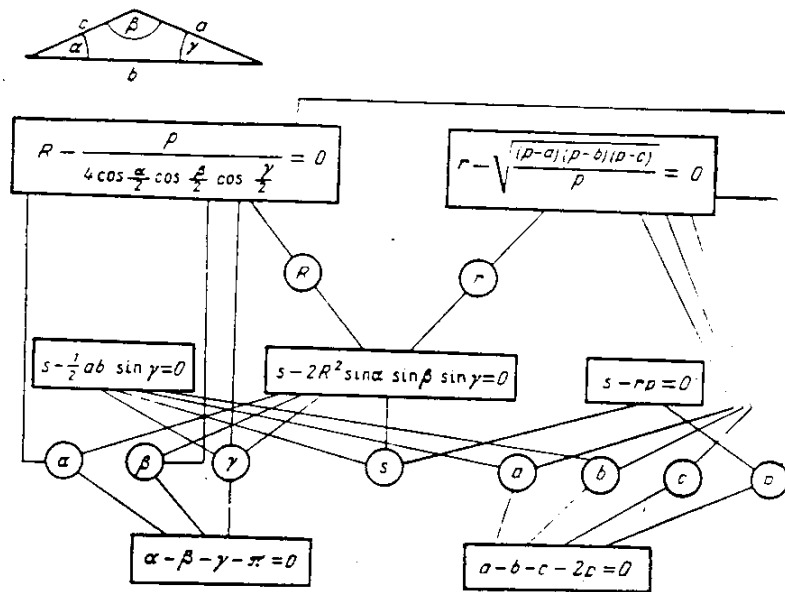 c β a
α γ
b
R - p / (4 cos α/2 cos β/2 cos γ/2) = 0
r - √((p-a)(p-b)(p-c) / p) = 0
R r
s - 1/2 ab sin γ = 0
s - 2R² sin α sin β sin γ = 0
s - rp = 0
α β γ s a b c p
α - β - γ - π = 0
a - b - c - 2p = 0